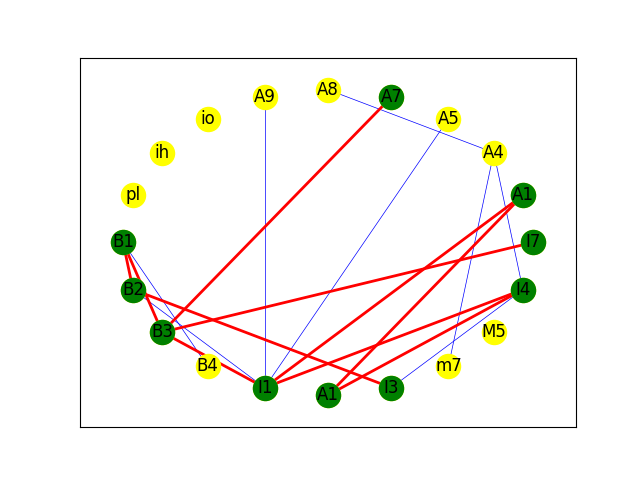 A8
A9 A7
io A5
ih A4
pl A1
B1 I7
B2 I4
B3 M5
B4 m7
I1 I3
A1